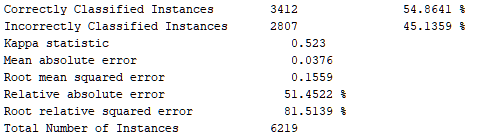 Correctly Classified Instances 3412 54.8641 %
Incorrectly Classified Instances 2807 45.1359 %
Kappa statistic 0.523
Mean absolute error 0.0376
Root mean squared error 0.1559
Relative absolute error 51.4522 %
Root relative squared error 81.5139 %
Total Number of Instances 6219